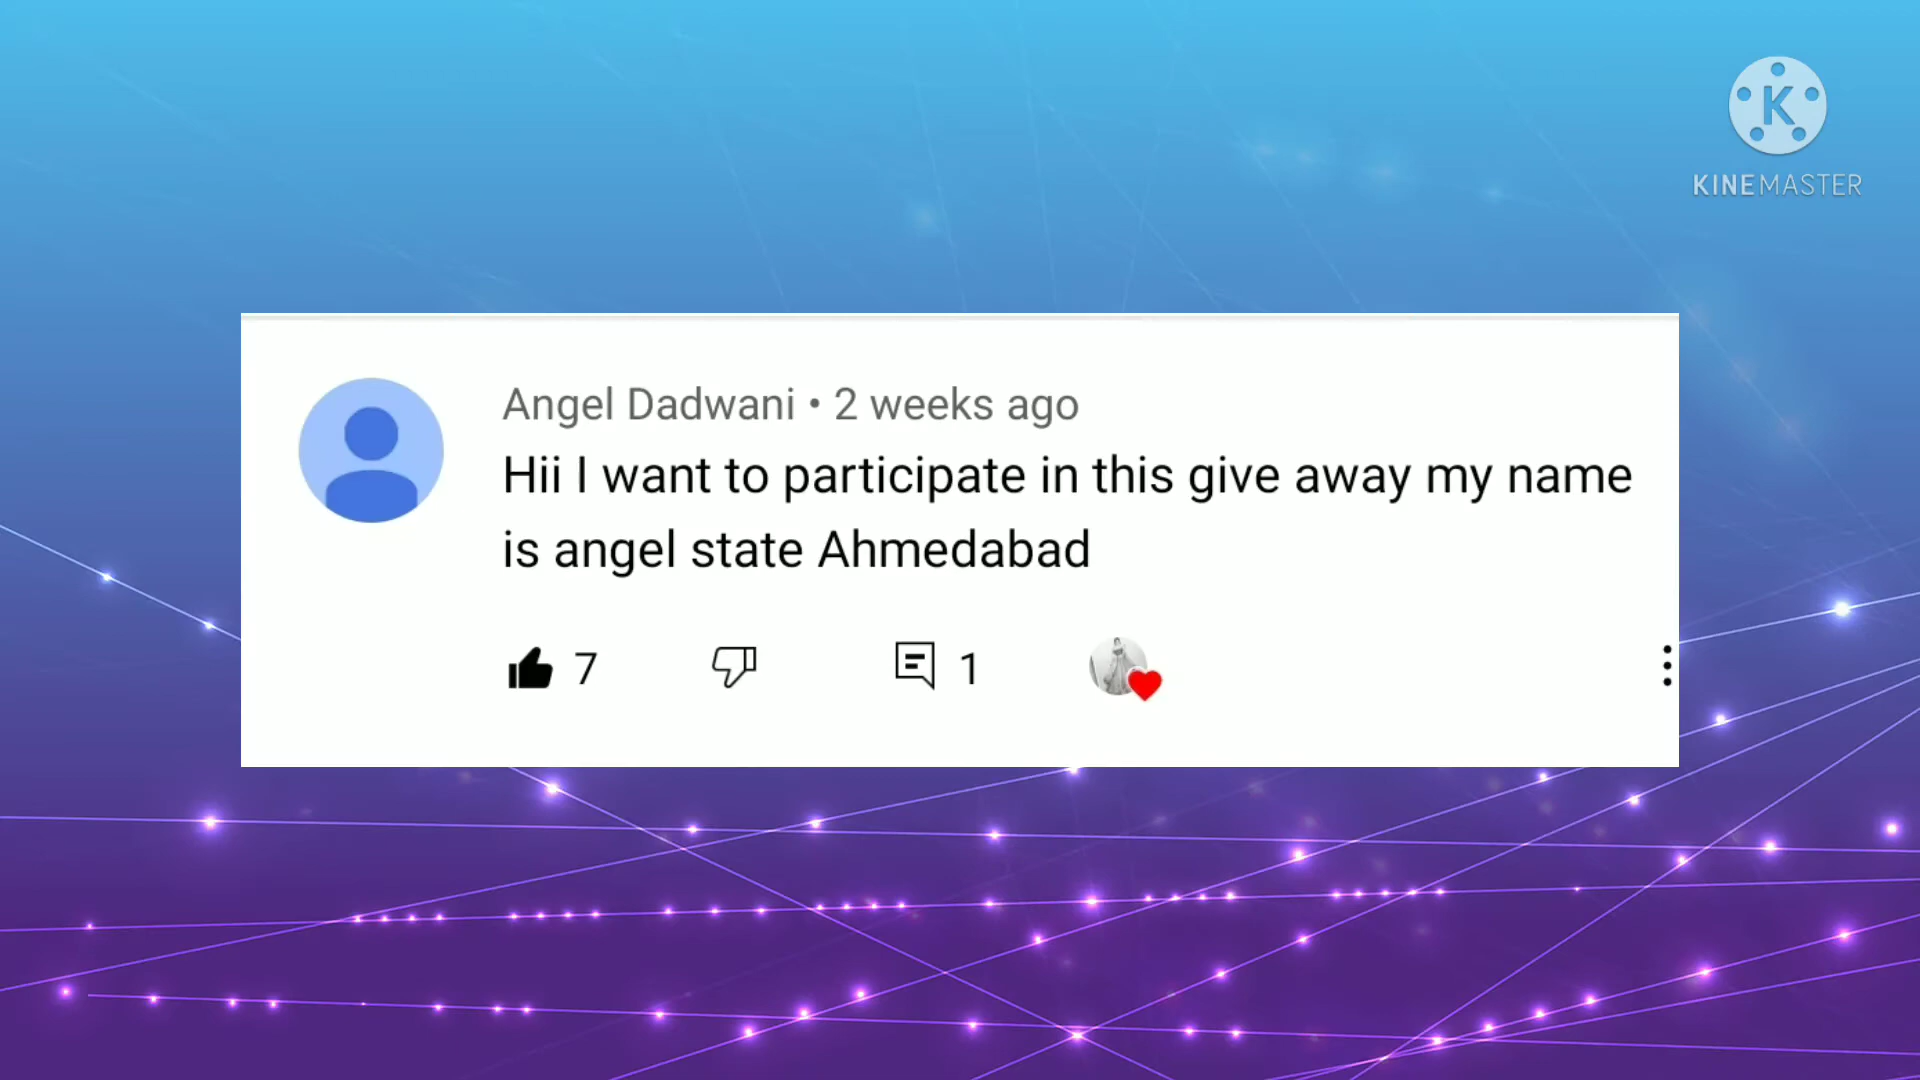 K
KINEMASTER
Angel Dadwani • 2 weeks ago
Hii I want to participate in this give away my name
is angel state Ahmedabad
7
1